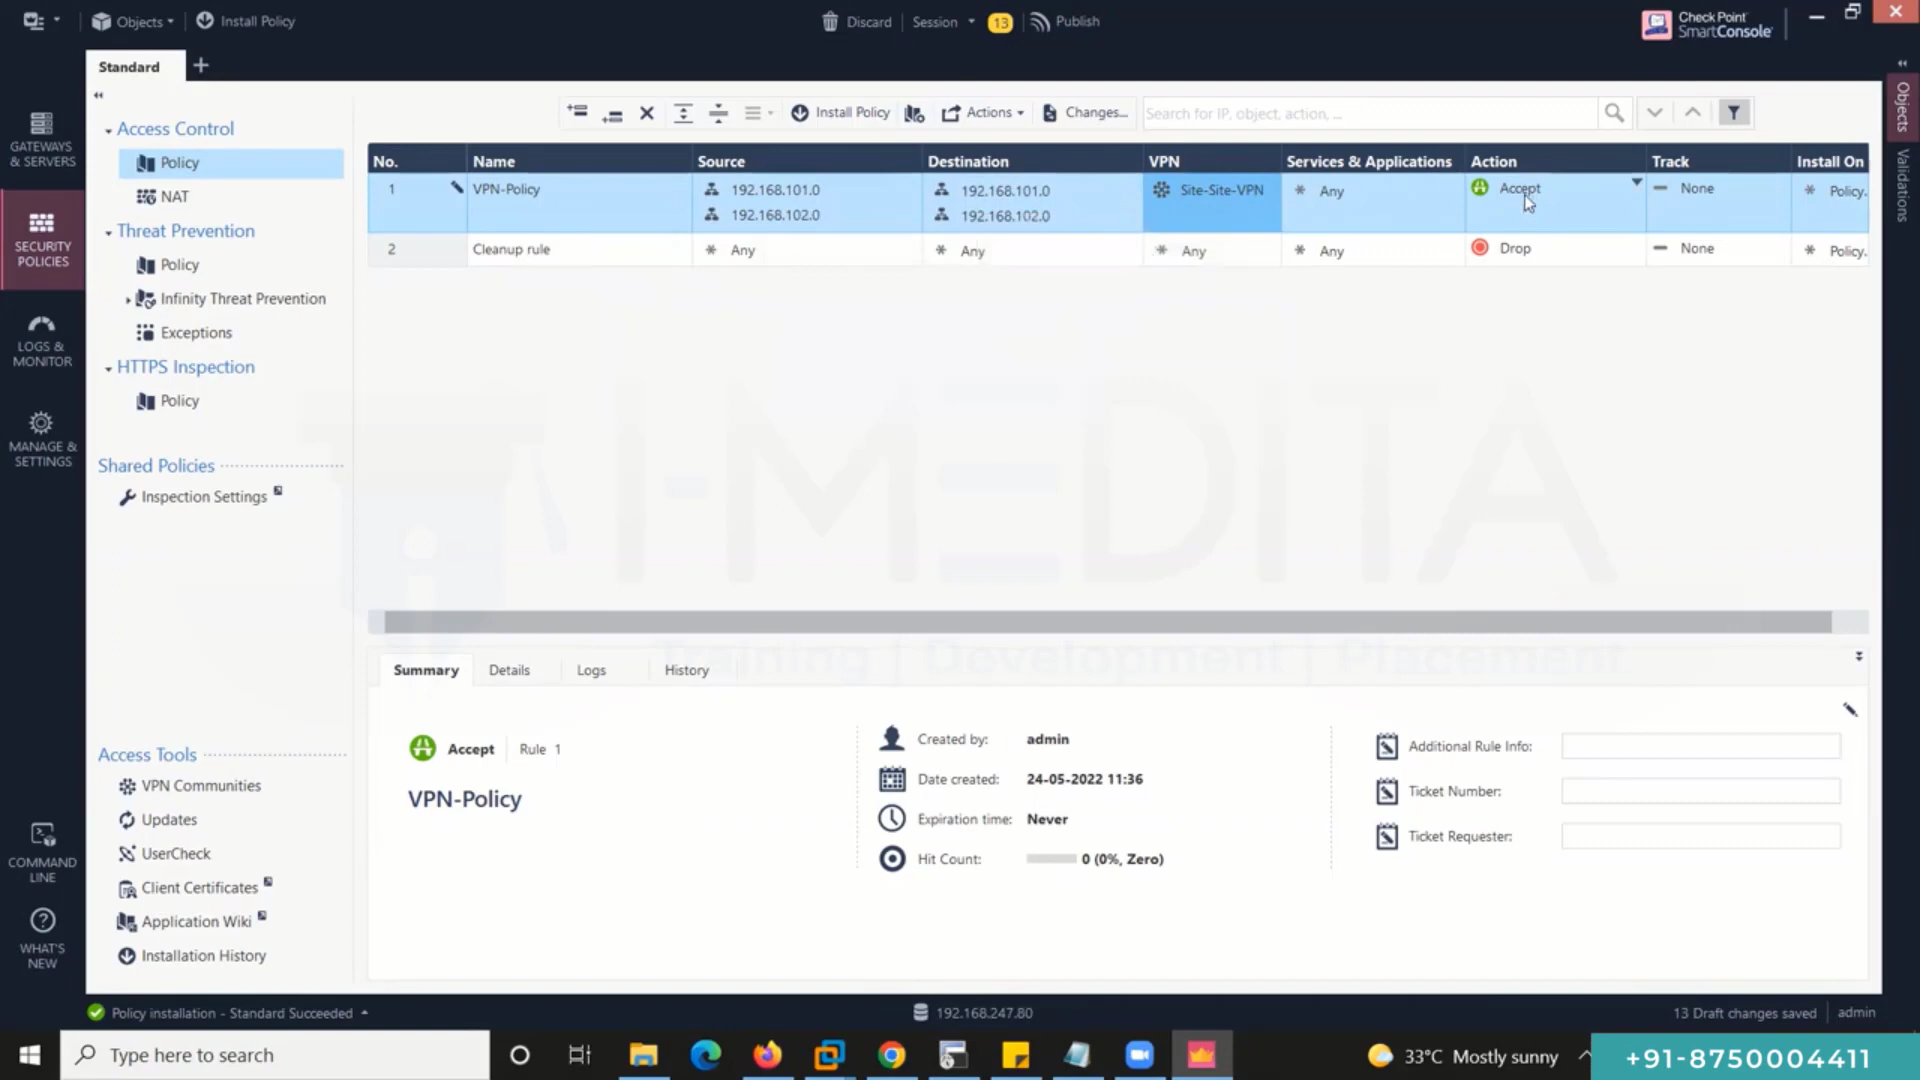 Objects
Install Policy
Discard
Session
13
Publish
Check Point
SmartConsole
Standard
Access Control
Policy
NAT
Threat Prevention
Policy
Infinity Threat Prevention
Exceptions
HTTPS Inspection
Policy
Shared Policies
Inspection Settings
Access Tools
VPN Communities
Updates
UserCheck
Client Certificates
Application Wiki
Installation History
GATEWAYS
& SERVERS
SECURITY
POLICIES
LOGS &
MONITOR
MANAGE &
SETTINGS
COMMAND
LINE
WHAT'S
NEW
Install Policy
Actions
Changes...
Search for IP, object, action, ...
No. Name Source Destination VPN Services & Applications Action Track Install On
1 VPN-Policy 192.168.101.0 192.168.101.0 Site-Site-VPN Any Accept None Policy.
192.168.102.0 192.168.102.0
2 Cleanup rule Any Any Any Any Drop None Policy.
I-MEDITA
Training | Development | Placement
Summary Details Logs History
Accept Rule 1
VPN-Policy
Created by: admin
Date created: 24-05-2022 11:36
Expiration time: Never
Hit Count: 0 (0%, Zero)
Additional Rule Info:
Ticket Number:
Ticket Requester:
Objects
Validations
Policy installation - Standard Succeeded
192.168.247.80
13 Draft changes saved
admin
Type here to search
33°C Mostly sunny
+91-8750004411